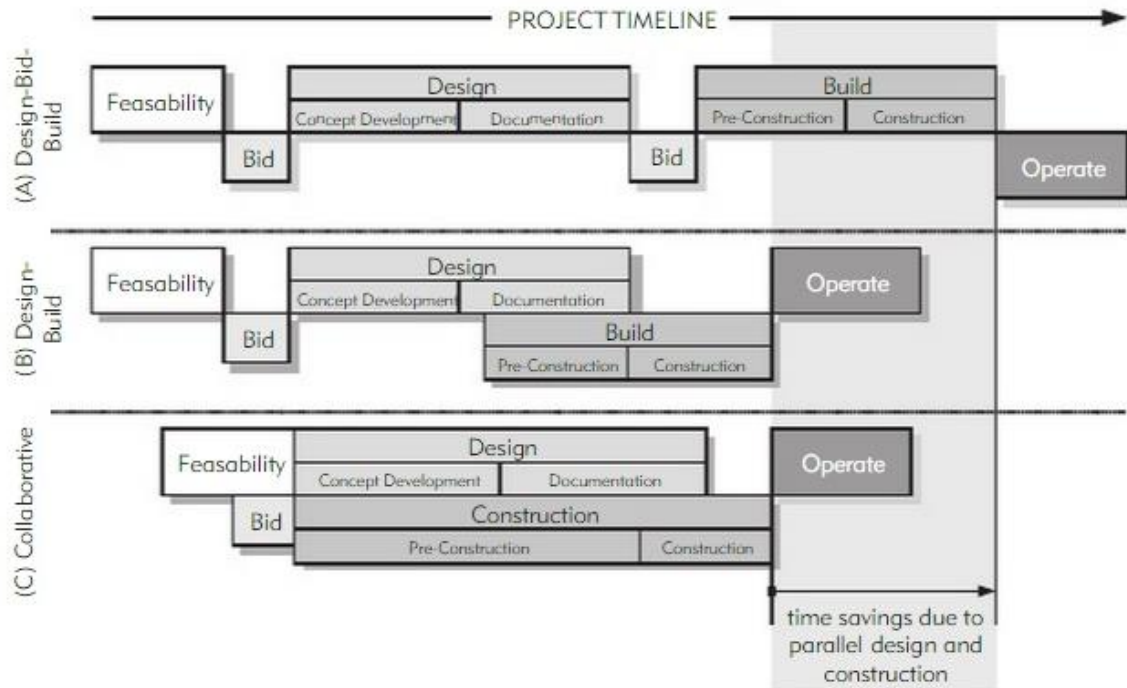 PROJECT TIMELINE
(A) Design-Bid-
Build
Feasability
Bid
Design
Concept Development
Documentation
Bid
Build
Pre-Construction
Construction
Operate
(B) Design-
Build
Feasability
Bid
Design
Concept Development
Documentation
Build
Pre-Construction
Construction
Operate
(C) Collaborative
Feasability
Bid
Design
Concept Development
Documentation
Construction
Pre-Construction
Construction
Operate
time savings due to
parallel design and
construction